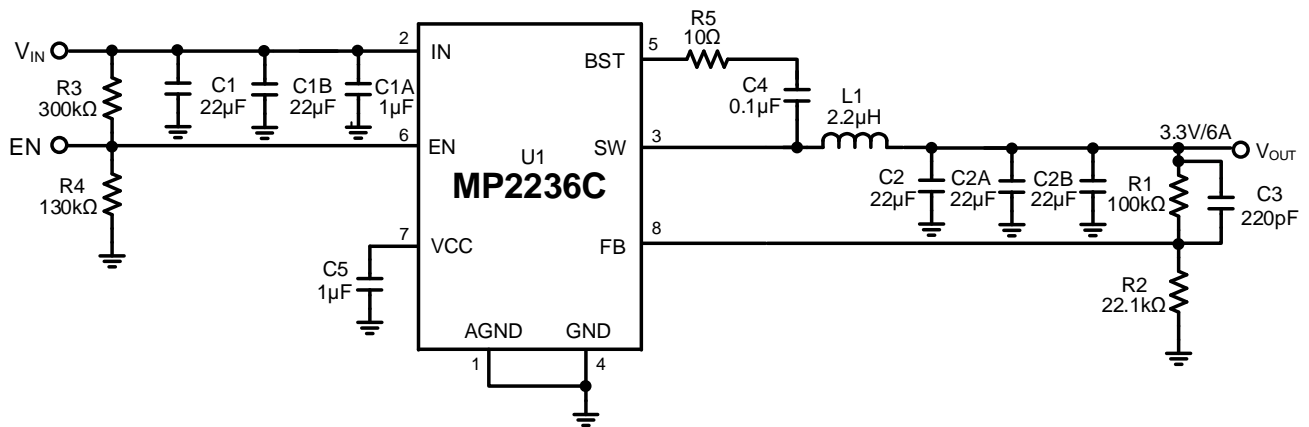 V_IN
R3
300kΩ
EN
R4
130kΩ
C1
22µF
C1B
22µF
C1A
1µF
2
IN
6
EN
7
VCC
C5
1µF
U1
MP2236C
AGND
GND
1
4
BST
5
SW
3
FB
8
R5
10Ω
C4
0.1µF
L1
2.2µH
C2
22µF
C2A
22µF
C2B
22µF
3.3V/6A
V_OUT
R1
100kΩ
C3
220pF
R2
22.1kΩ